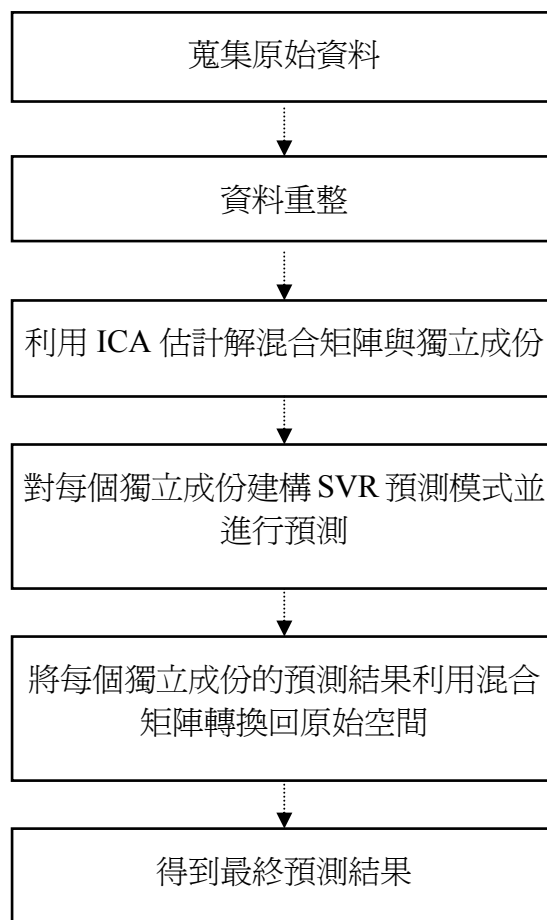 蒐集原始資料
資料重整
利用 ICA 估計解混合矩陣與獨立成份
對每個獨立成份建構 SVR 預測模式並
進行預測
將每個獨立成份的預測結果利用混合
矩陣轉換回原始空間
得到最終預測結果